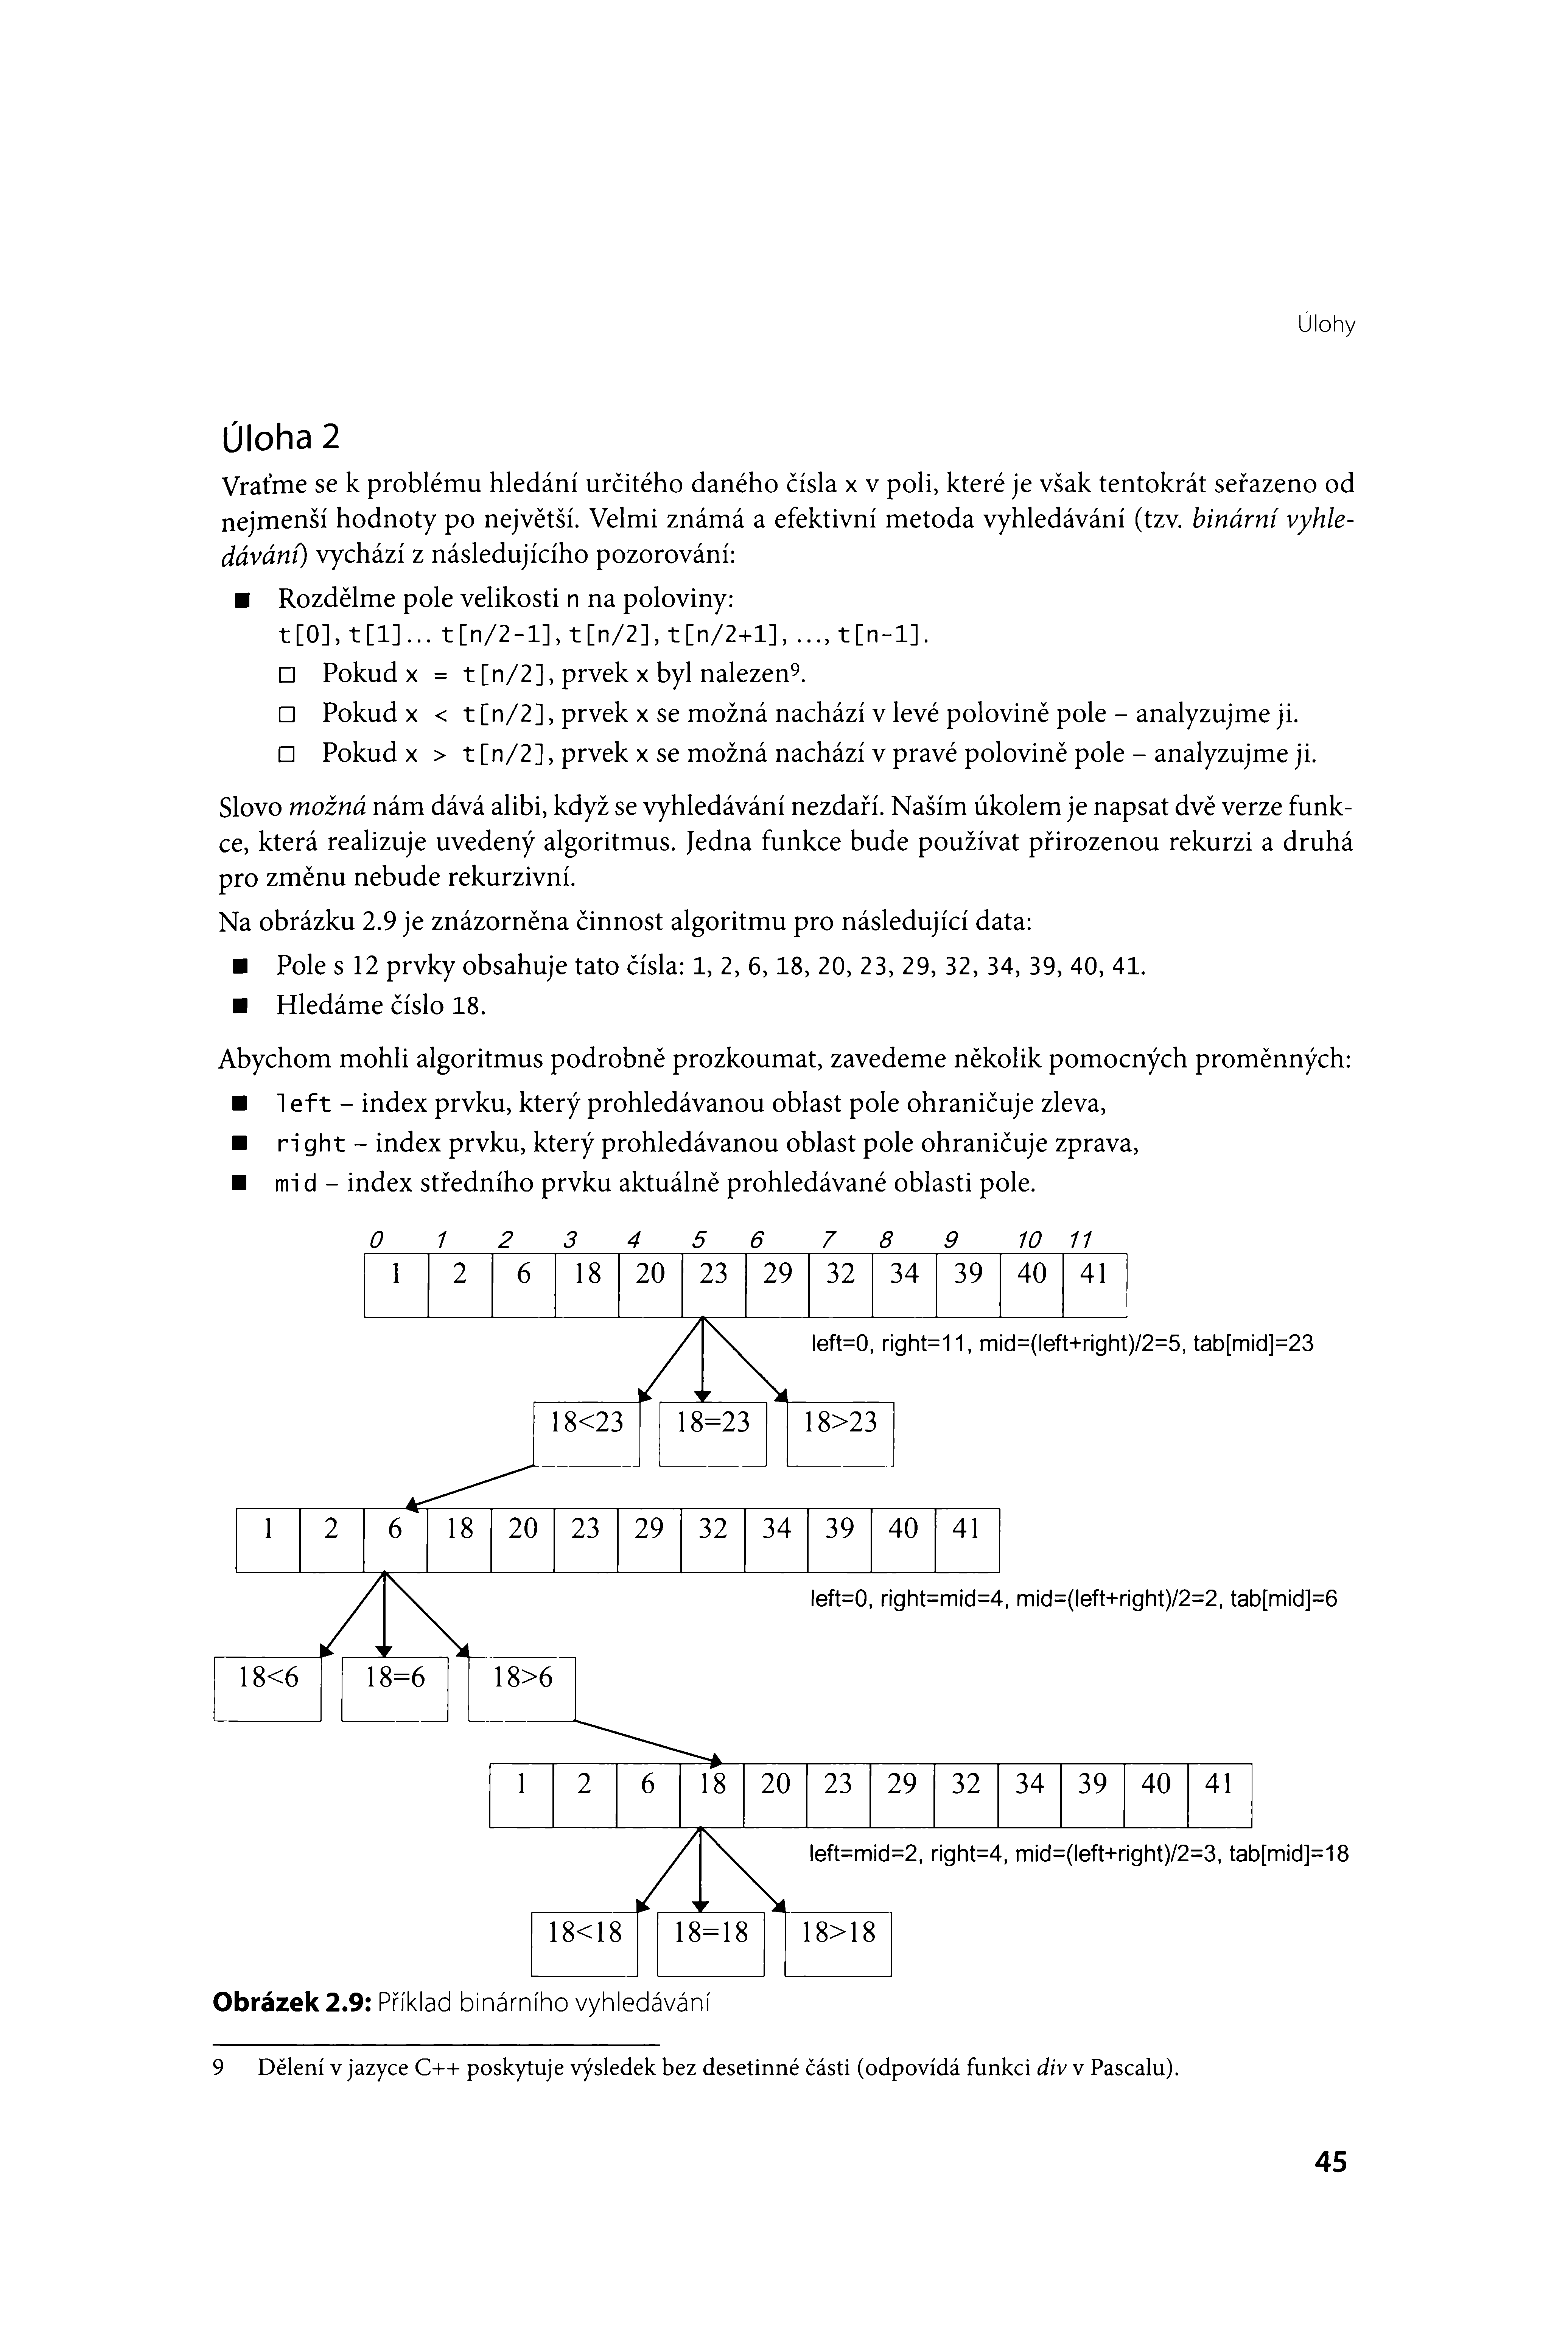 Úlohy
Úloha 2
Vraťme se k problému hledání určitého daného čísla x v poli, které je však tentokrát seřazeno od
nejmenší hodnoty po největší. Velmi známá a efektivní metoda vyhledávání (tzv. binární vyhle-
dávání) vychází z následujícího pozorování:
■ Rozdělme pole velikosti n na poloviny:
t[0], t[1]... t[n/2-1], t[n/2], t[n/2+1], ..., t[n-1].
□ Pokud x = t[n/2], prvek x byl nalezen⁹.
□ Pokud x < t[n/2], prvek x se možná nachází v levé polovině pole – analyzujme ji.
□ Pokud x > t[n/2], prvek x se možná nachází v pravé polovině pole – analyzujme ji.
Slovo možná nám dává alibi, když se vyhledávání nezdaří. Naším úkolem je napsat dvě verze funk-
ce, která realizuje uvedený algoritmus. Jedna funkce bude používat přirozenou rekurzi a druhá
pro změnu nebude rekurzivní.
Na obrázku 2.9 je znázorněna činnost algoritmu pro následující data:
■ Pole s 12 prvky obsahuje tato čísla: 1, 2, 6, 18, 20, 23, 29, 32, 34, 39, 40, 41.
■ Hledáme číslo 18.
Abychom mohli algoritmus podrobně prozkoumat, zavedeme několik pomocných proměnných:
■ left – index prvku, který prohledávanou oblast pole ohraničuje zleva,
■ right – index prvku, který prohledávanou oblast pole ohraničuje zprava,
■ mid – index středního prvku aktuálně prohledávané oblasti pole.
0 1 2 3 4 5 6 7 8 9 10 11
1 2 6 18 20 23 29 32 34 39 40 41
left=0, right=11, mid=(left+right)/2=5, tab[mid]=23
18<23 18=23 18>23
1 2 6 18 20 23 29 32 34 39 40 41
left=0, right=mid=4, mid=(left+right)/2=2, tab[mid]=6
18<6 18=6 18>6
1 2 6 18 20 23 29 32 34 39 40 41
left=mid=2, right=4, mid=(left+right)/2=3, tab[mid]=18
18<18 18=18 18>18
Obrázek 2.9: Příklad binárního vyhledávání
9 Dělení v jazyce C++ poskytuje výsledek bez desetinné části (odpovídá funkci div v Pascalu).
45